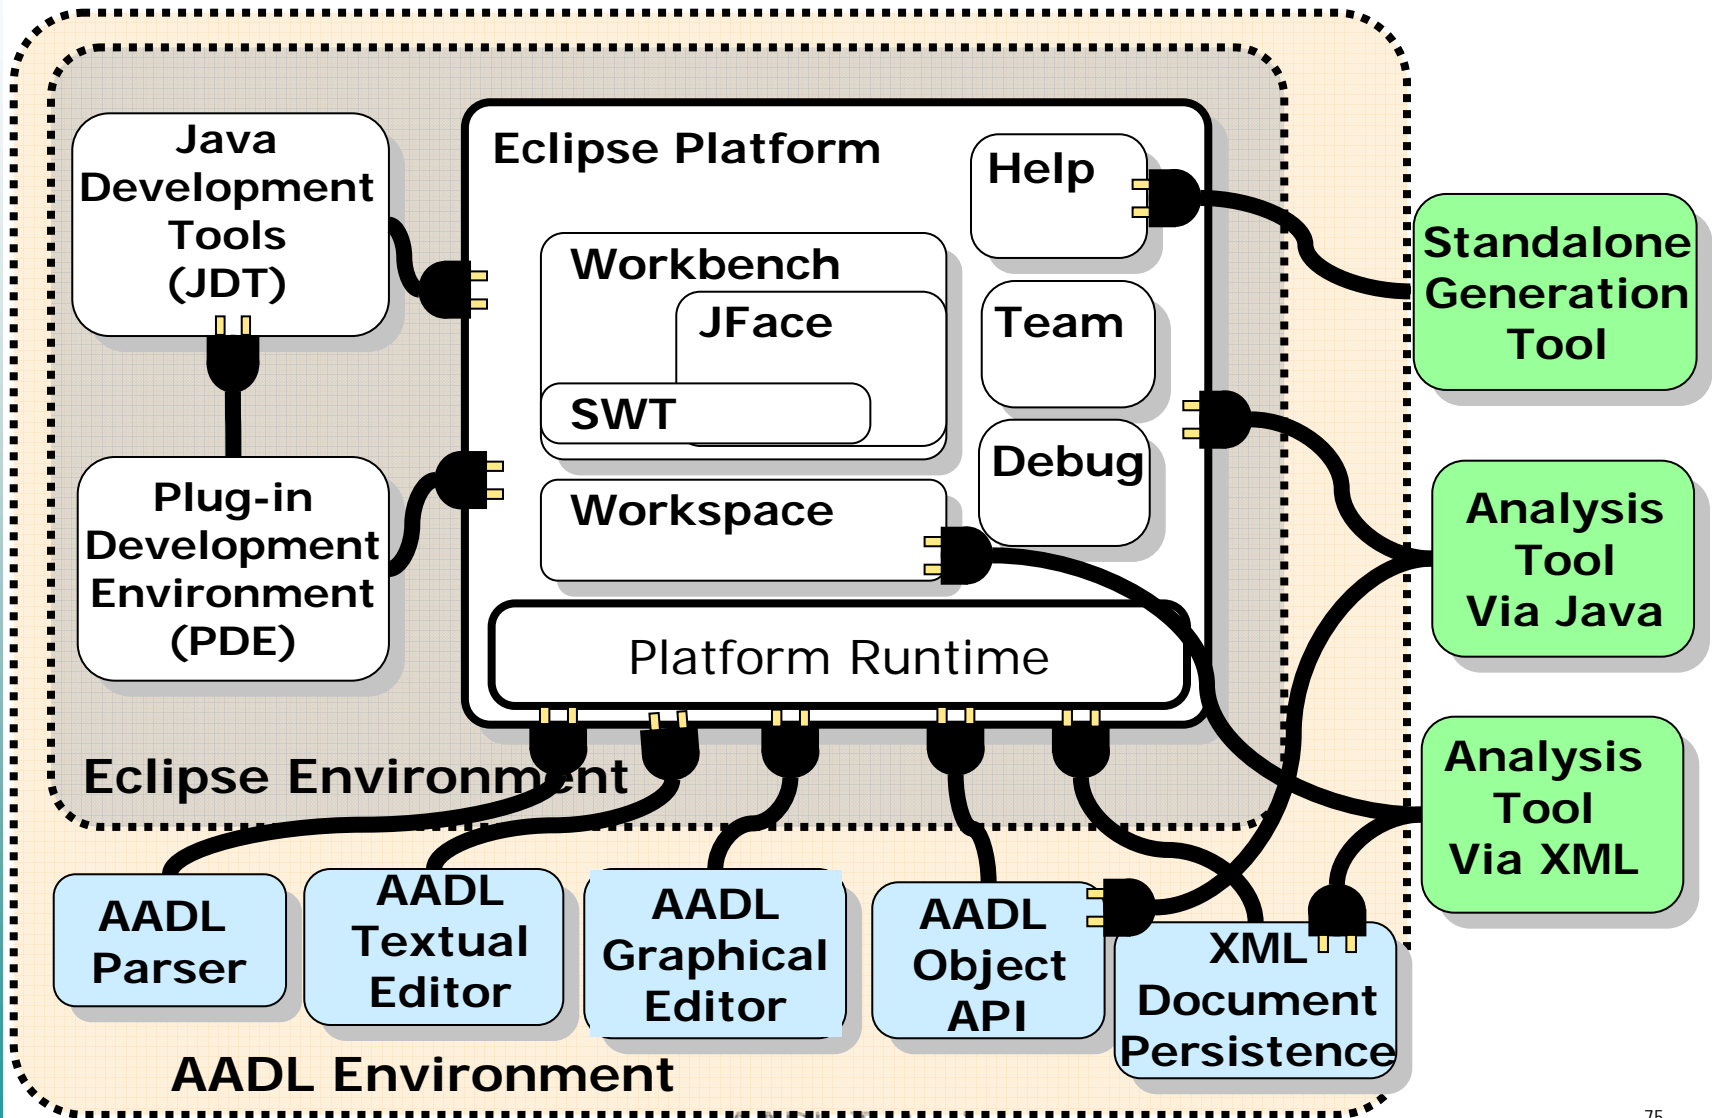 Java
Development
Tools
(JDT)
Eclipse Platform
Help
Workbench
JFace
Team
SWT
Debug
Workspace
Platform Runtime
Plug-in
Development
Environment
(PDE)
Standalone
Generation
Tool
Analysis
Tool
Via Java
Analysis
Tool
Via XML
Eclipse Environment
AADL
Parser
AADL
Textual
Editor
AADL
Graphical
Editor
AADL
Object
API
XML
Document
Persistence
AADL Environment
75